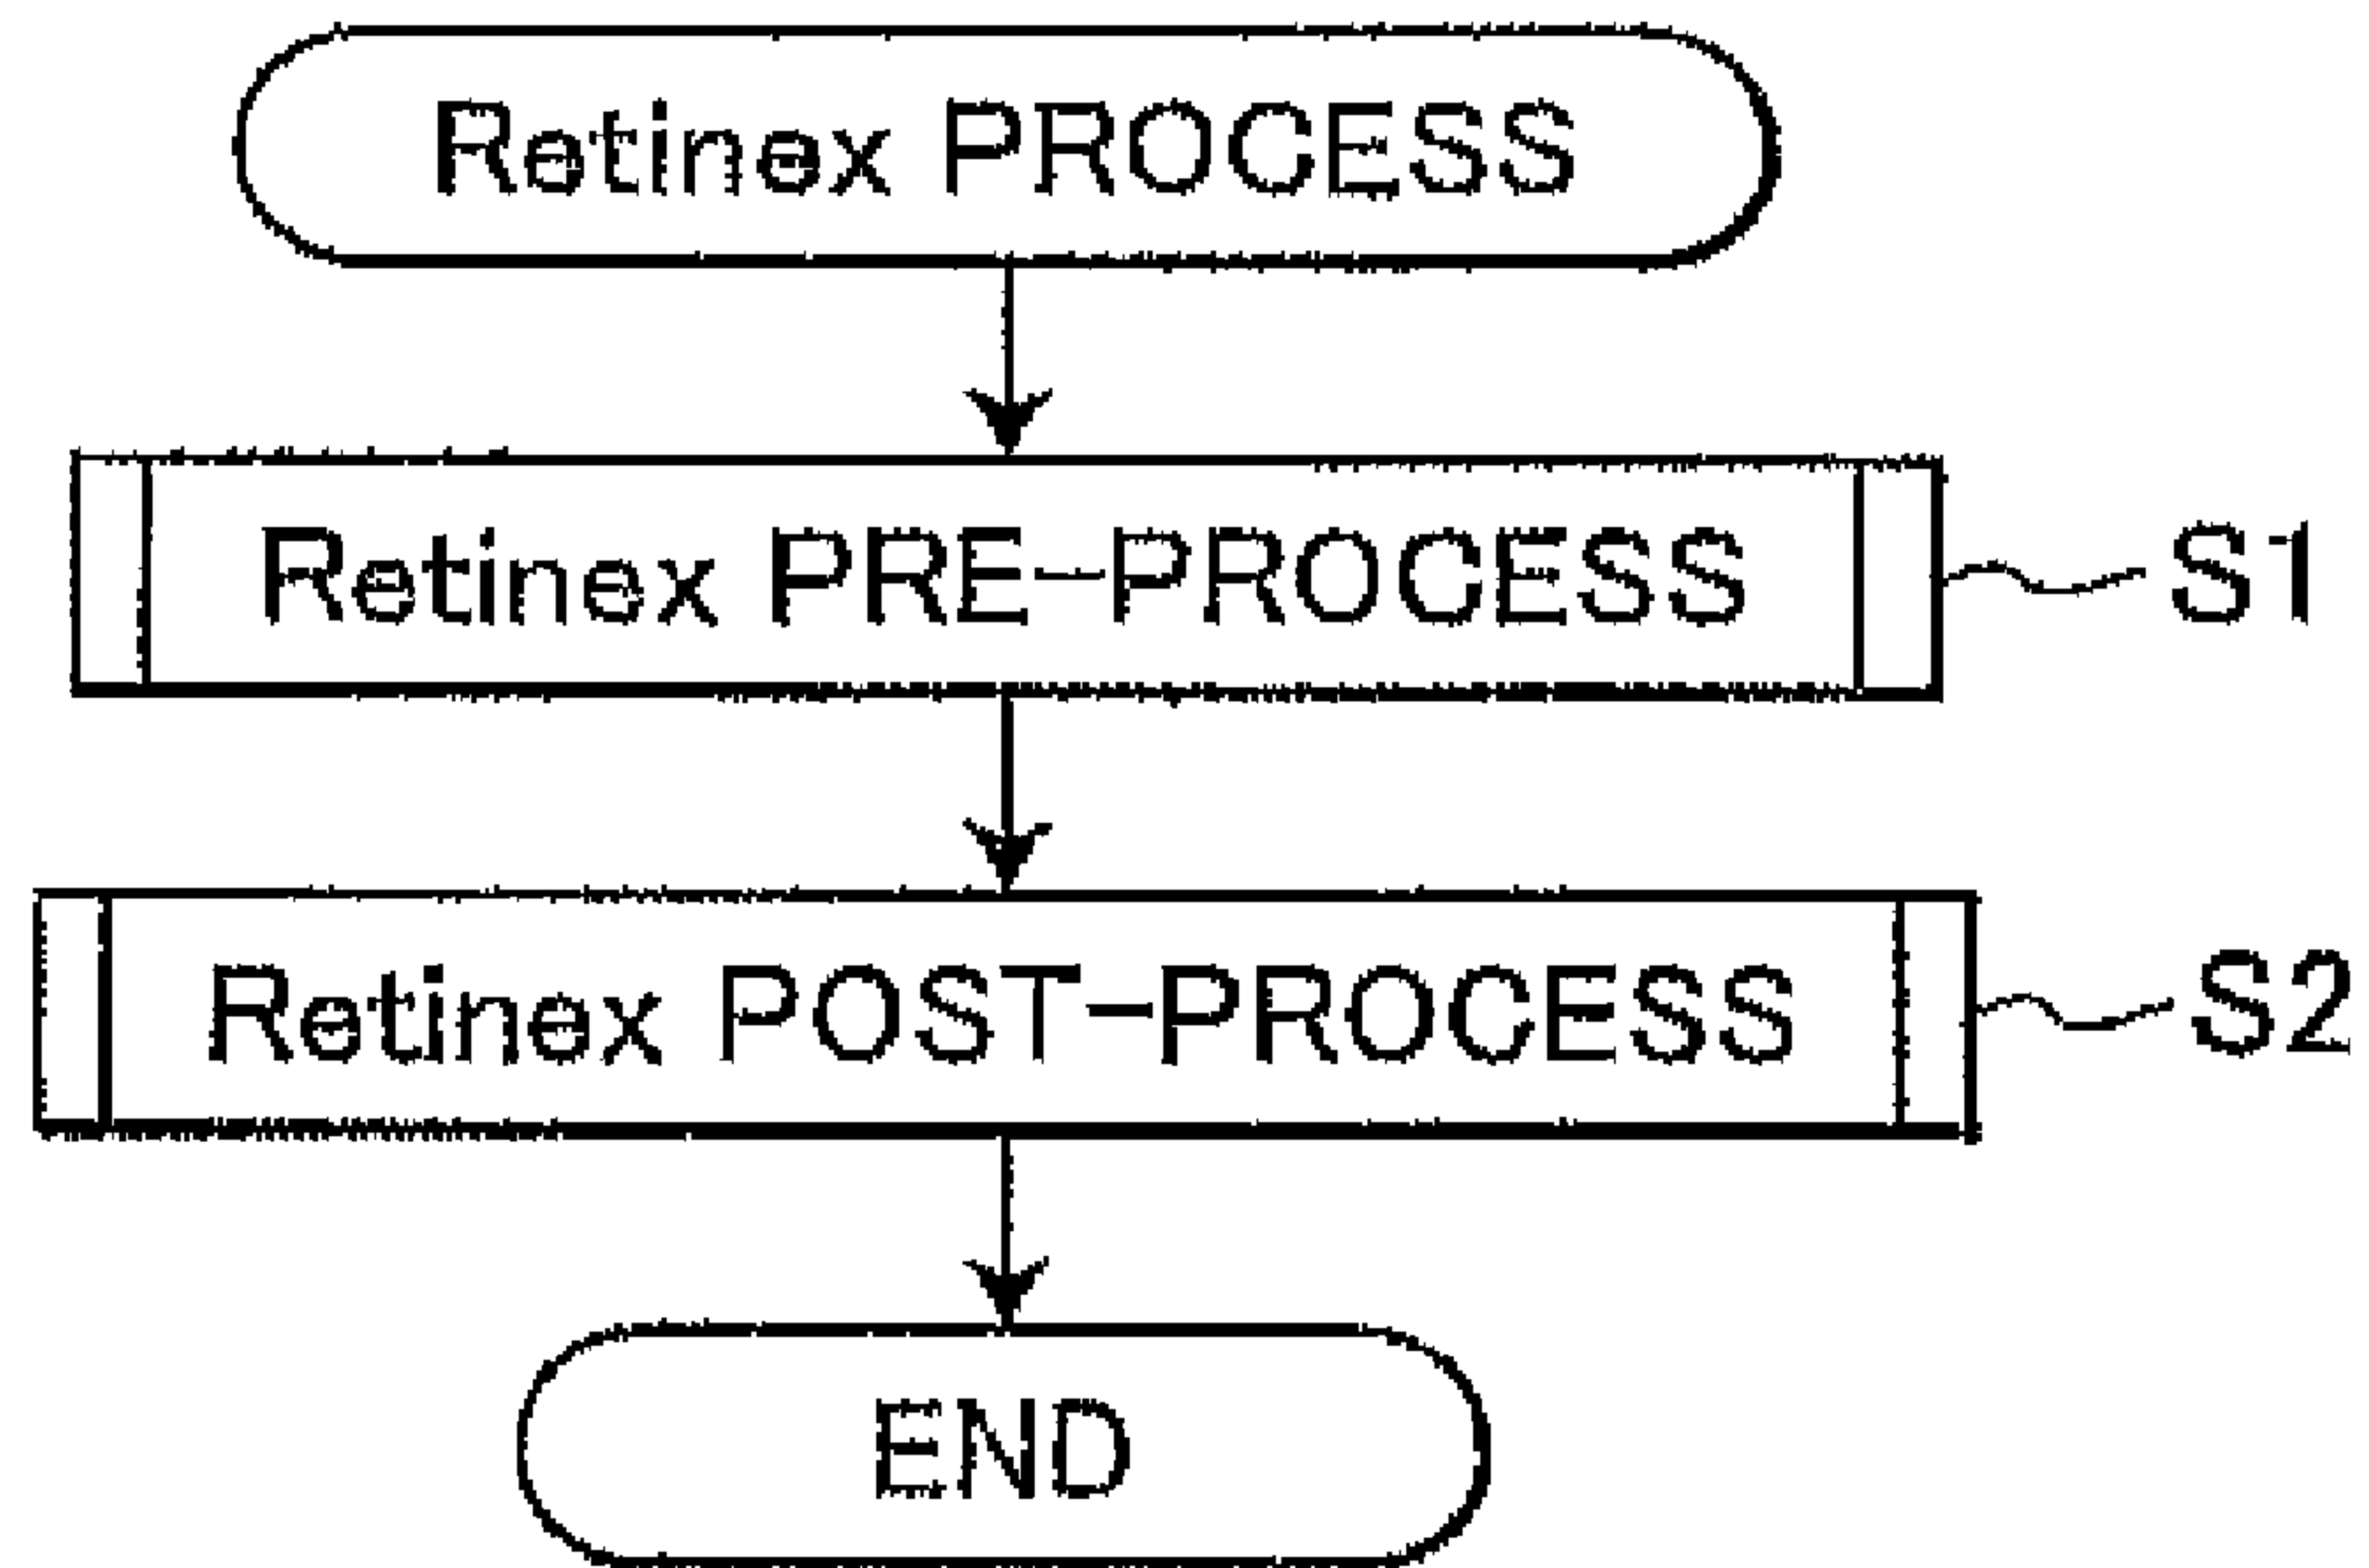 Retinex PROCESS
Retinex PRE-PROCESS
S1
Retinex POST-PROCESS
S2
END